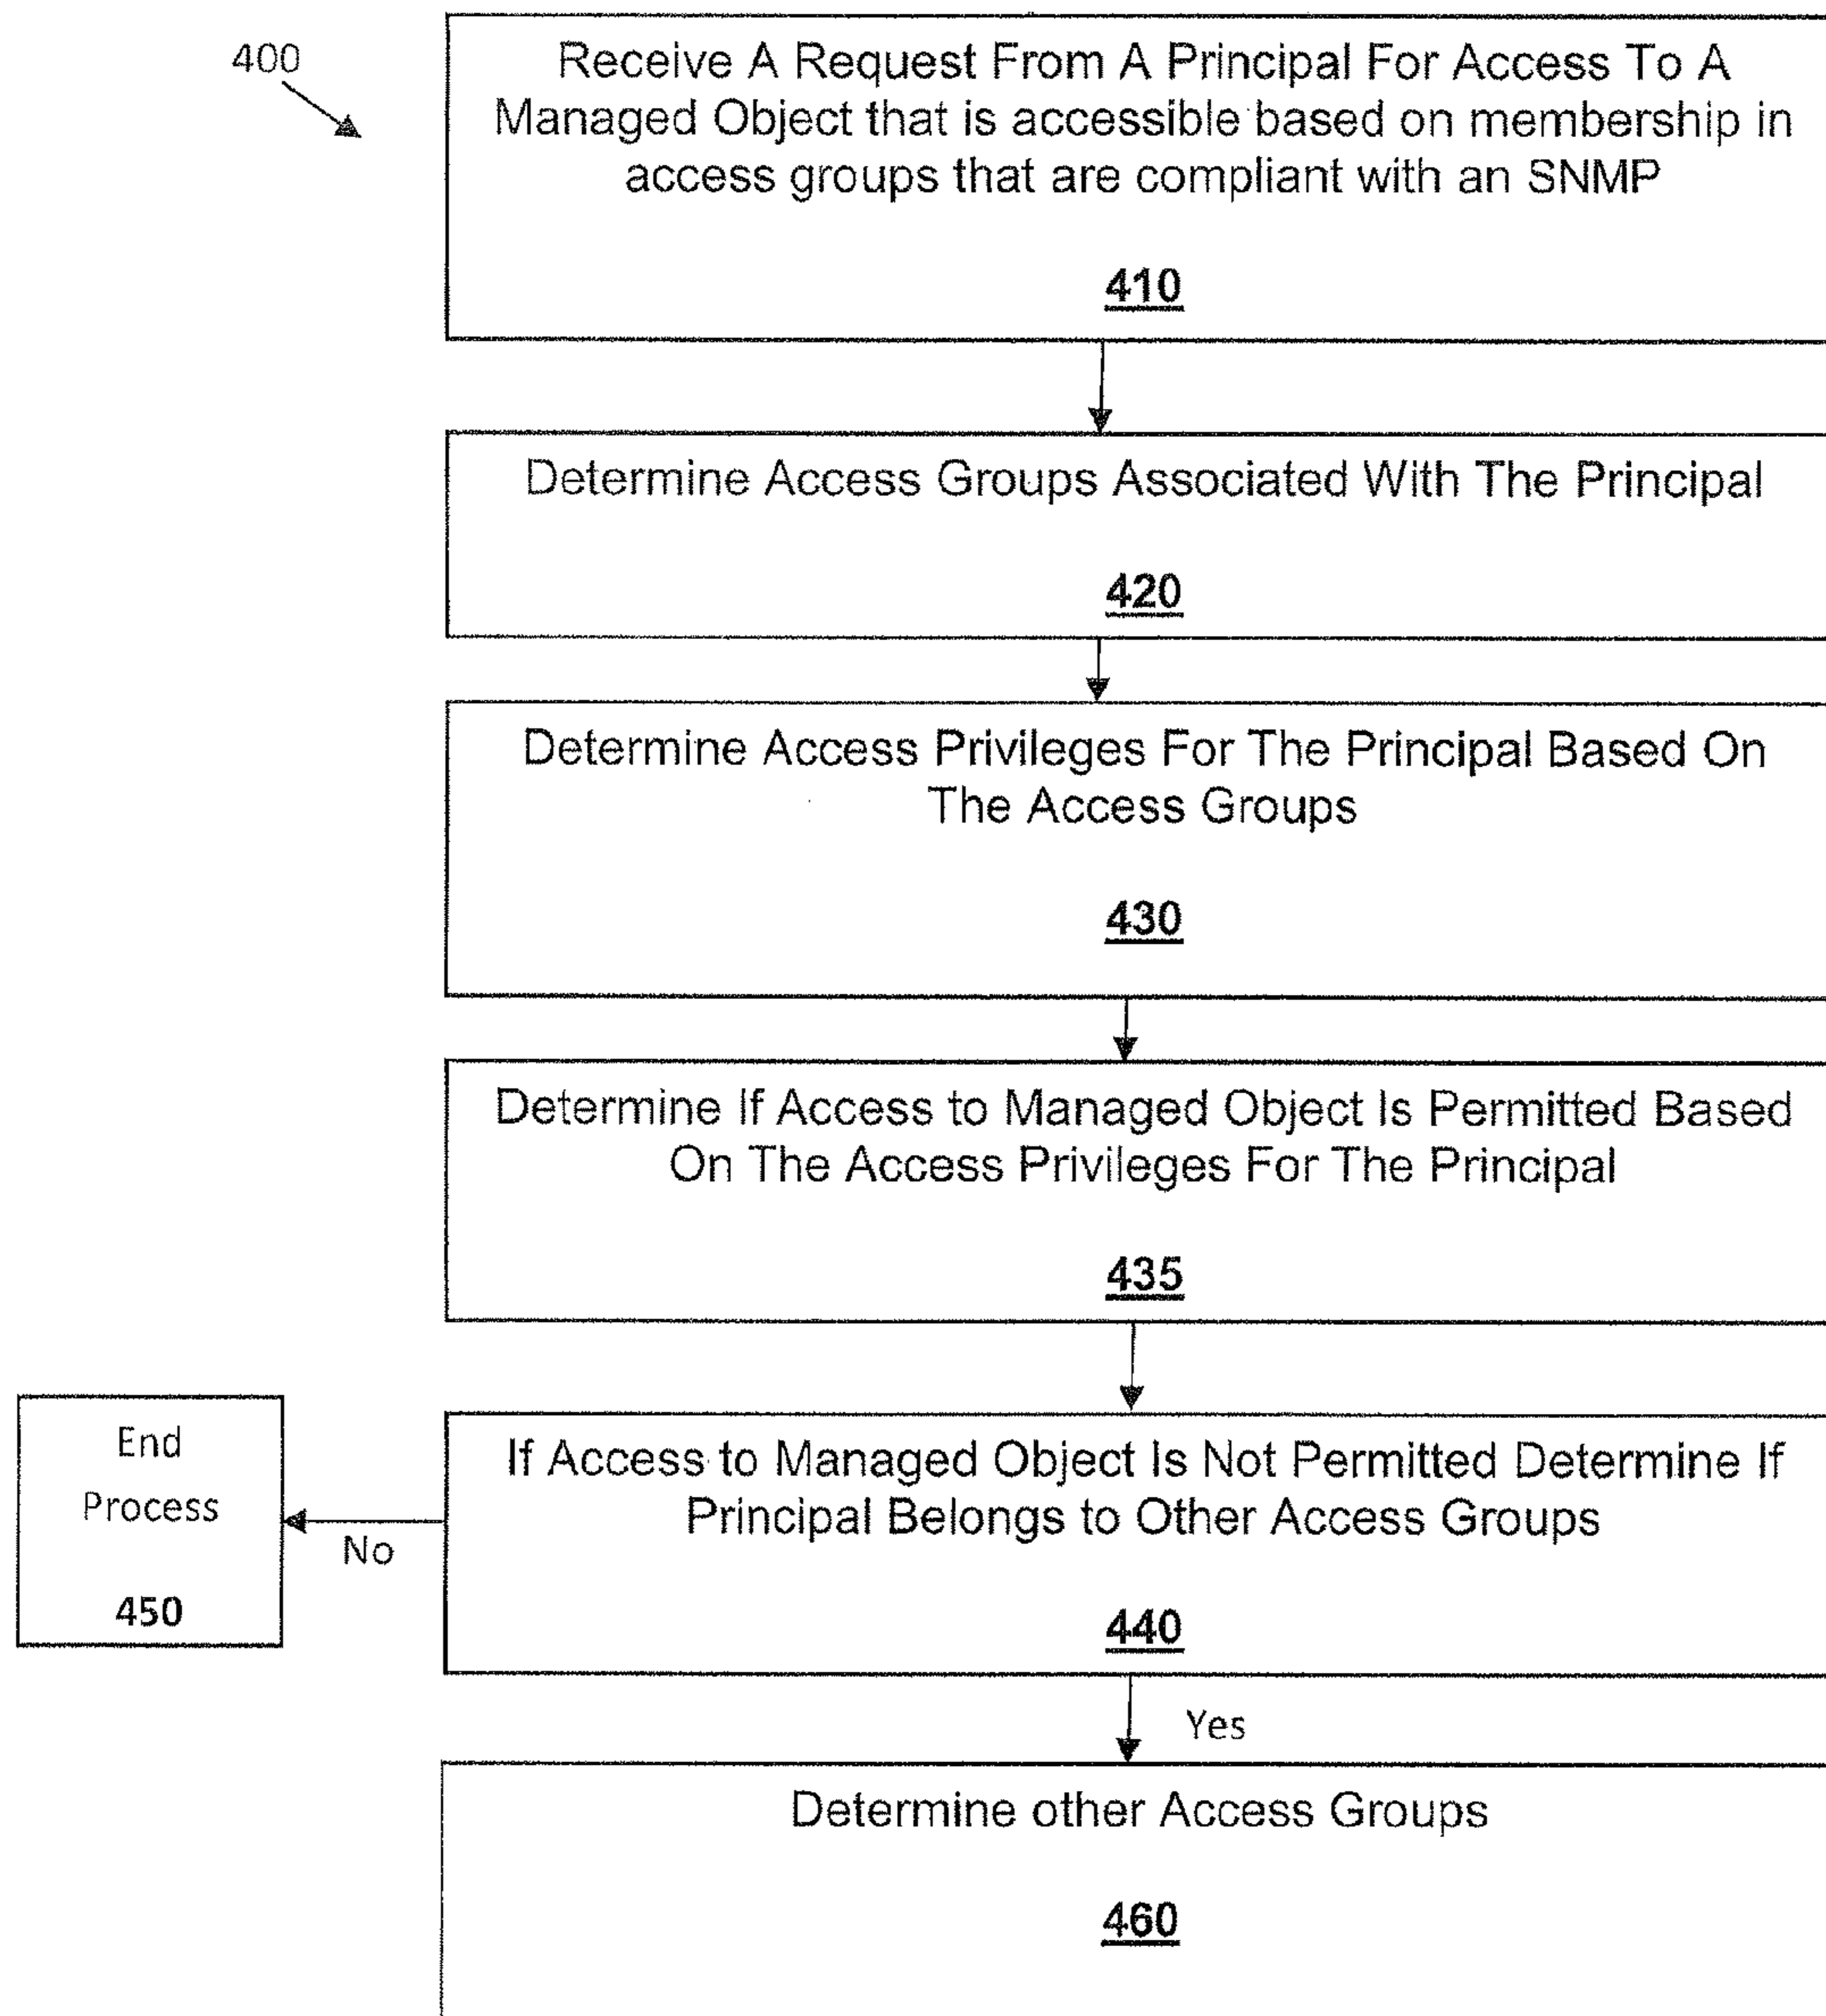 400
Receive A Request From A Principal For Access To A
Managed Object that is accessible based on membership in
access groups that are compliant with an SNMP
410
Determine Access Groups Associated With The Principal
420
Determine Access Privileges For The Principal Based On
The Access Groups
430
Determine If Access to Managed Object Is Permitted Based
On The Access Privileges For The Principal
435
If Access to Managed Object Is Not Permitted Determine If
Principal Belongs to Other Access Groups
440
No
End
Process
450
Yes
Determine other Access Groups
460